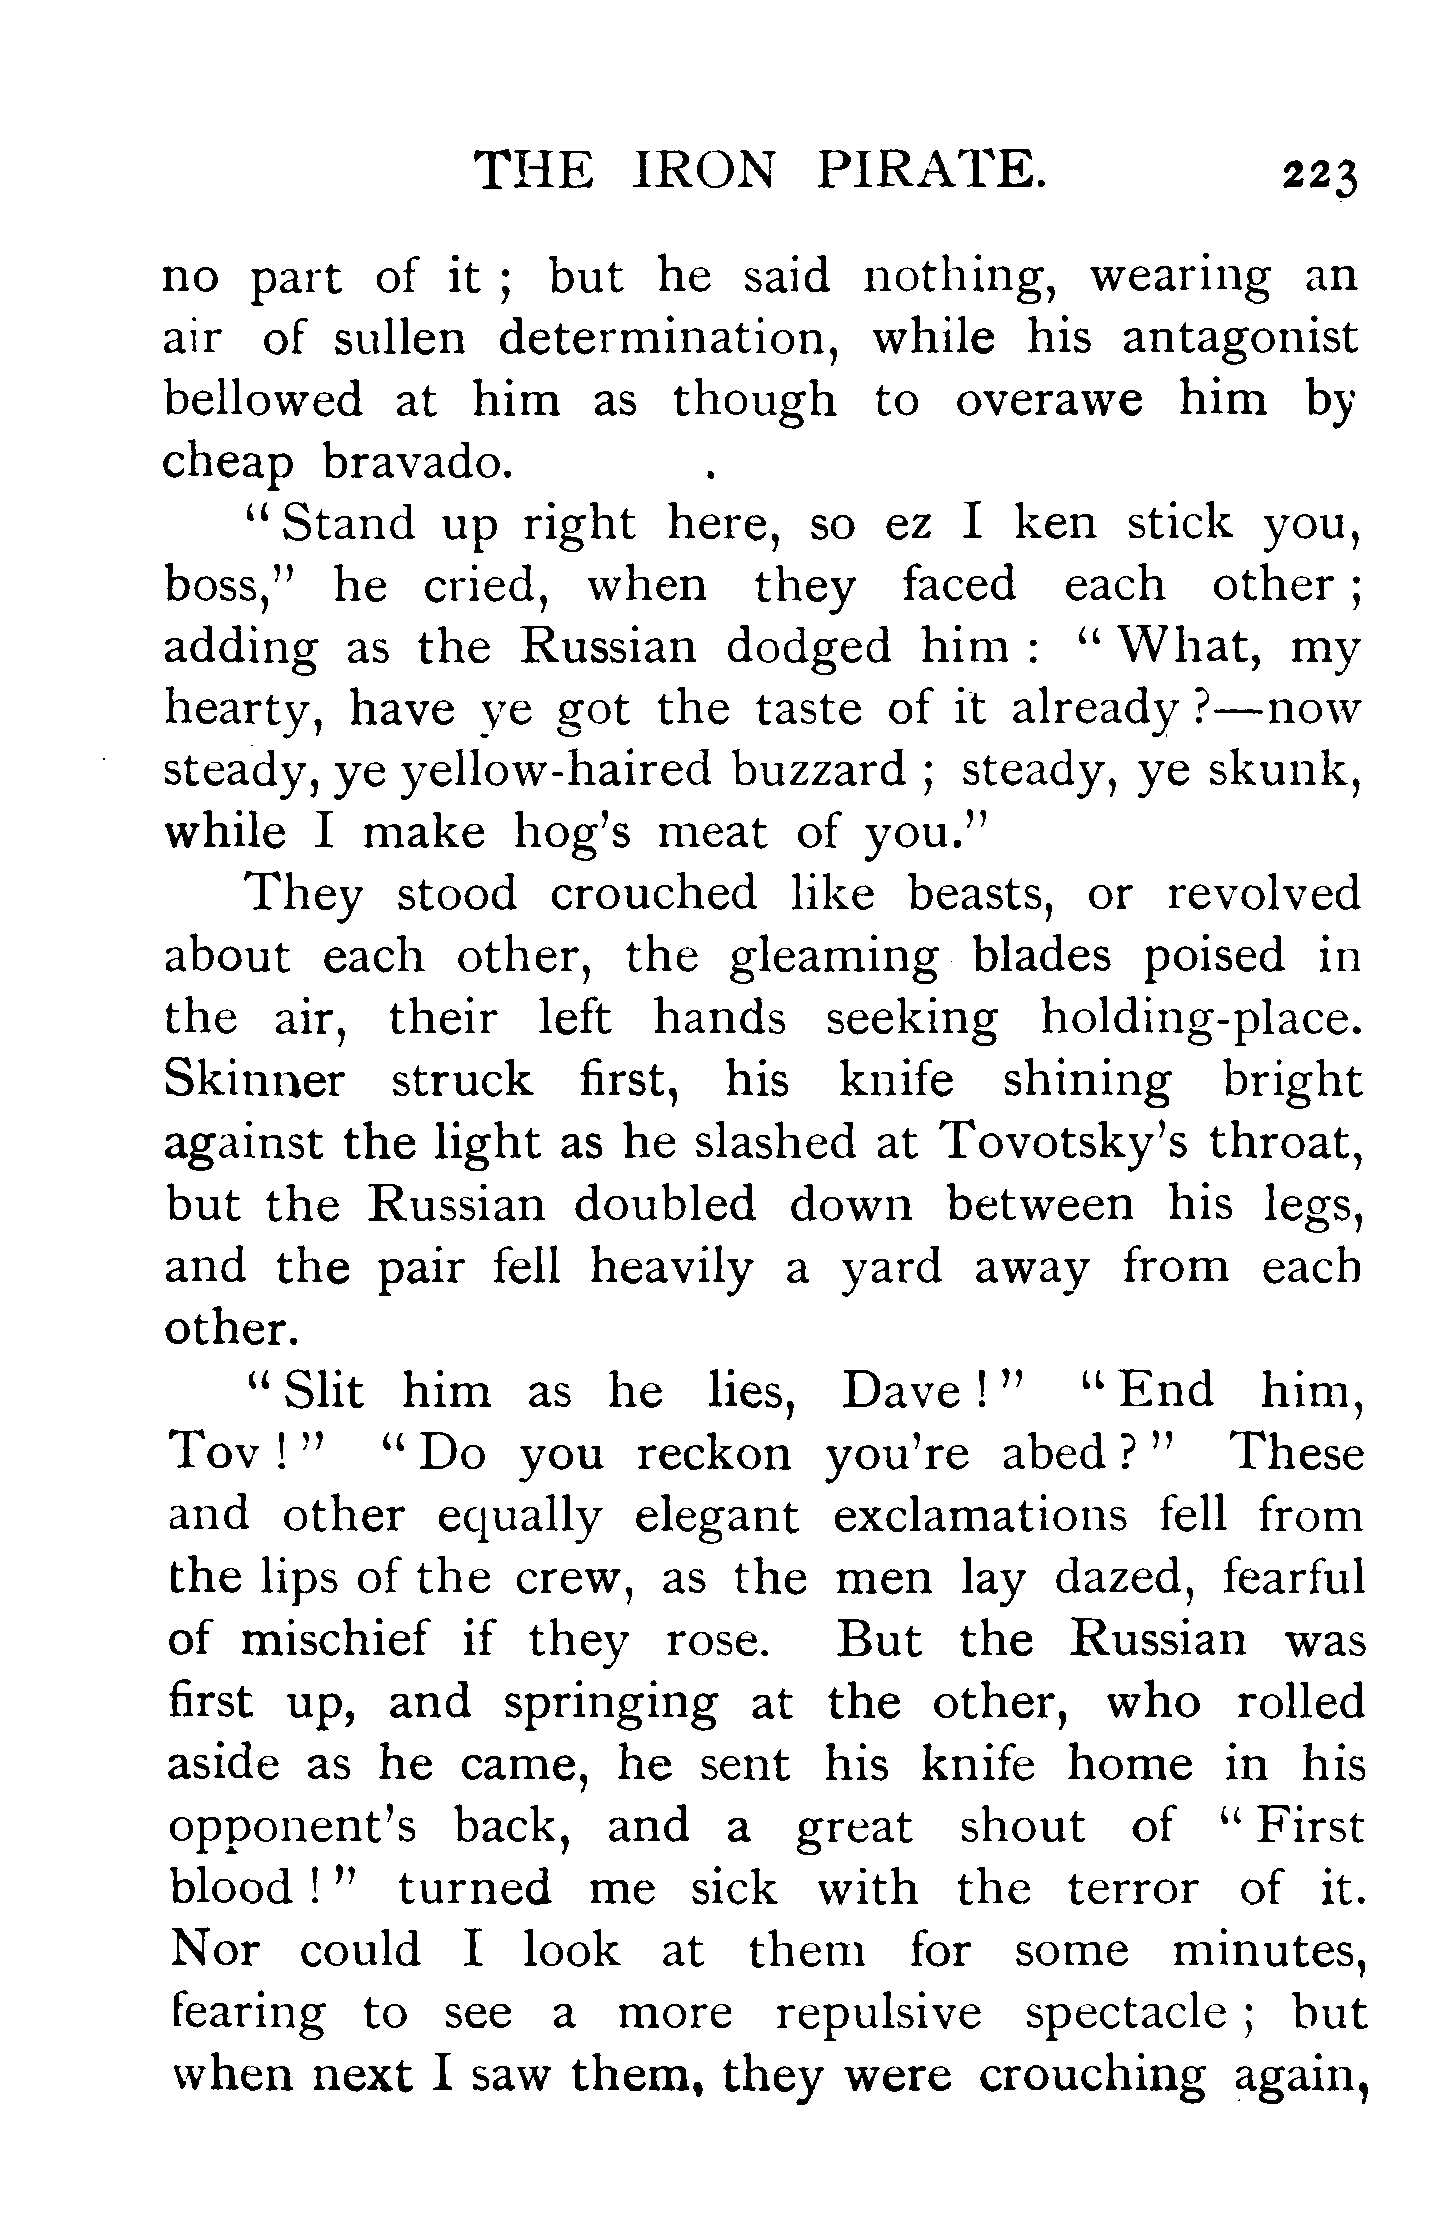 THE IRON PIRATE. 223
no part of it ; but he said nothing, wearing an
air of sullen determination, while his antagonist
bellowed at him as though to overawe him by
cheap bravado.
“ Stand up right here, so ez I ken stick you,
boss,” he cried, when they faced each other ;
adding as the Russian dodged him : “ What, my
hearty, have ye got the taste of it already ?—now
steady, ye yellow-haired buzzard ; steady, ye skunk,
while I make hog’s meat of you.”
They stood crouched like beasts, or revolved
about each other, the gleaming blades poised in
the air, their left hands seeking holding-place.
Skinner struck first, his knife shining bright
against the light as he slashed at Tovotsky’s throat,
but the Russian doubled down between his legs,
and the pair fell heavily a yard away from each
other.
“ Slit him as he lies, Dave ! ” “ End him,
Tov ! ” “ Do you reckon you’re abed ? ” These
and other equally elegant exclamations fell from
the lips of the crew, as the men lay dazed, fearful
of mischief if they rose. But the Russian was
first up, and springing at the other, who rolled
aside as he came, he sent his knife home in his
opponent’s back, and a great shout of “ First
blood ! ” turned me sick with the terror of it.
Nor could I look at them for some minutes,
fearing to see a more repulsive spectacle ; but
when next I saw them, they were crouching again,